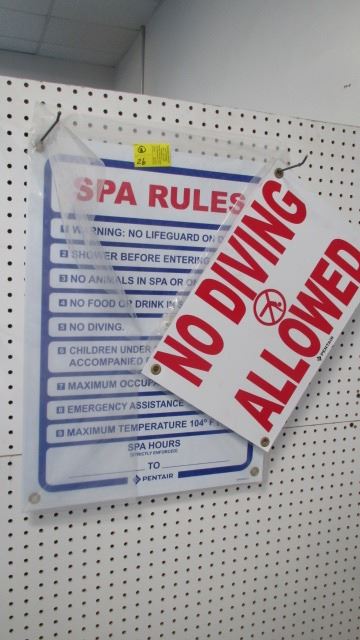 SPA RULES
1 WARNING: NO LIFEGUARD ON
2 SHOWER BEFORE ENTERING
3 NO ANIMALS IN SPA OR
4 NO FOOD OR DRINK IN
5 NO DIVING.
6 CHILDREN UNDER
ACCOMPANIED
7 MAXIMUM
8 EMERGENCY ASSISTANCE
9 MAXIMUM TEMPERATURE 104° F
SPA HOURS
(STRICTLY ENFORCED)
TO
PENTAIR
NO DIVING
ALLOWED
PENTAIR